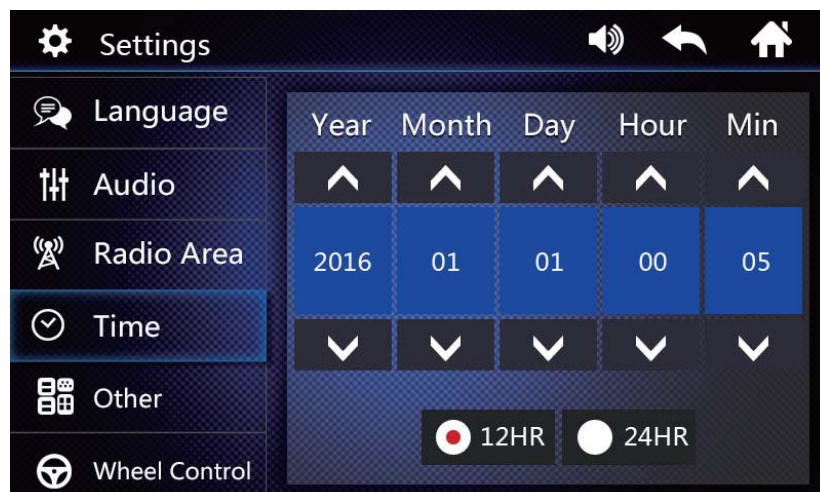 Settings
Language
Audio
Radio Area
Time
Other
Wheel Control
Year Month Day Hour Min
2016 01 01 00 05
12HR 24HR